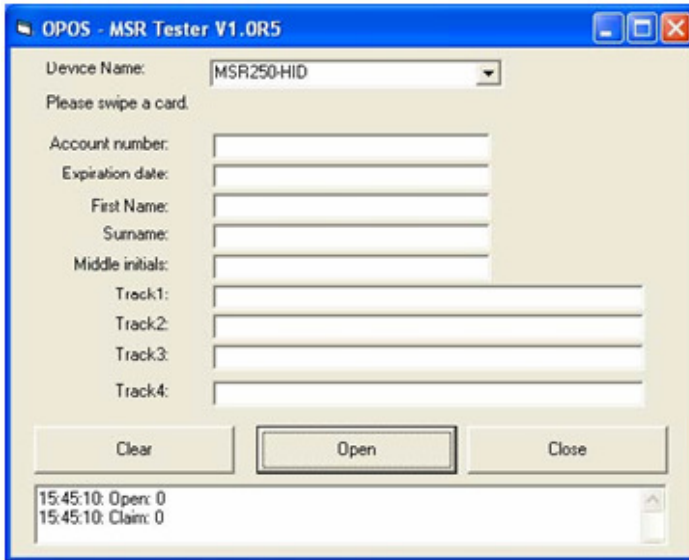 OPOS - MSR Tester V1.0R5
Device Name: MSR250-HID
Please swipe a card.
Account number:
Expiration date:
First Name:
Surname:
Middle initials:
Track1:
Track2:
Track3:
Track4:
Clear Open Close
15:45:10: Open: 0
15:45:10: Claim: 0